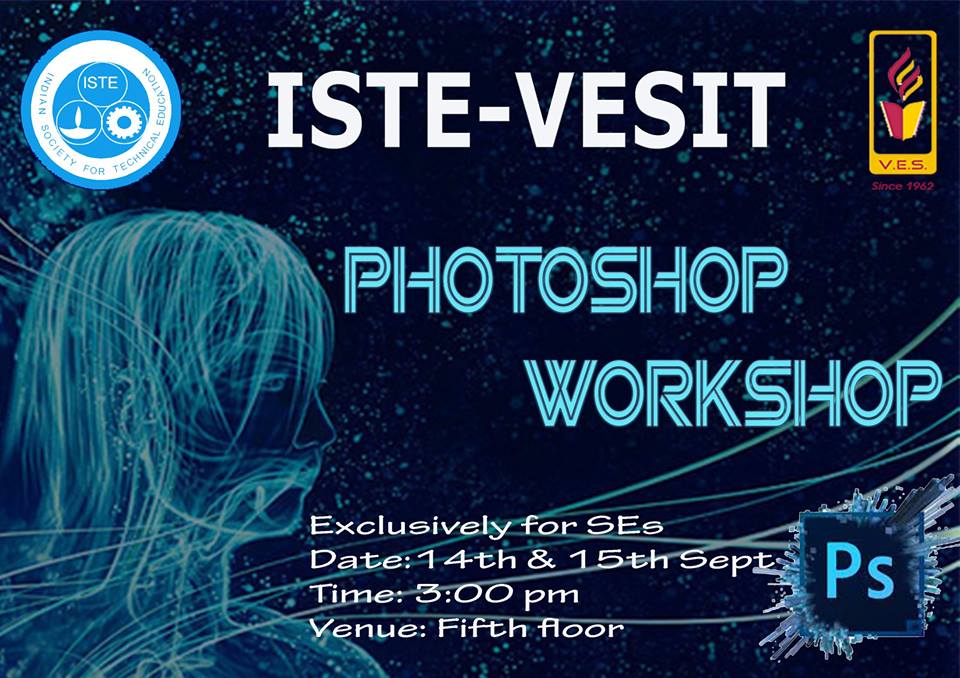 ISTE
INDIAN SOCIETY FOR TECHNICAL EDUCATION
ISTE-VESIT
V.E.S.
Since 1962
PHOTOSHOP
WORKSHOP
Exclusively for SEs
Date: 14th & 15th Sept
Time: 3:00 pm
Venue: Fifth floor
Ps